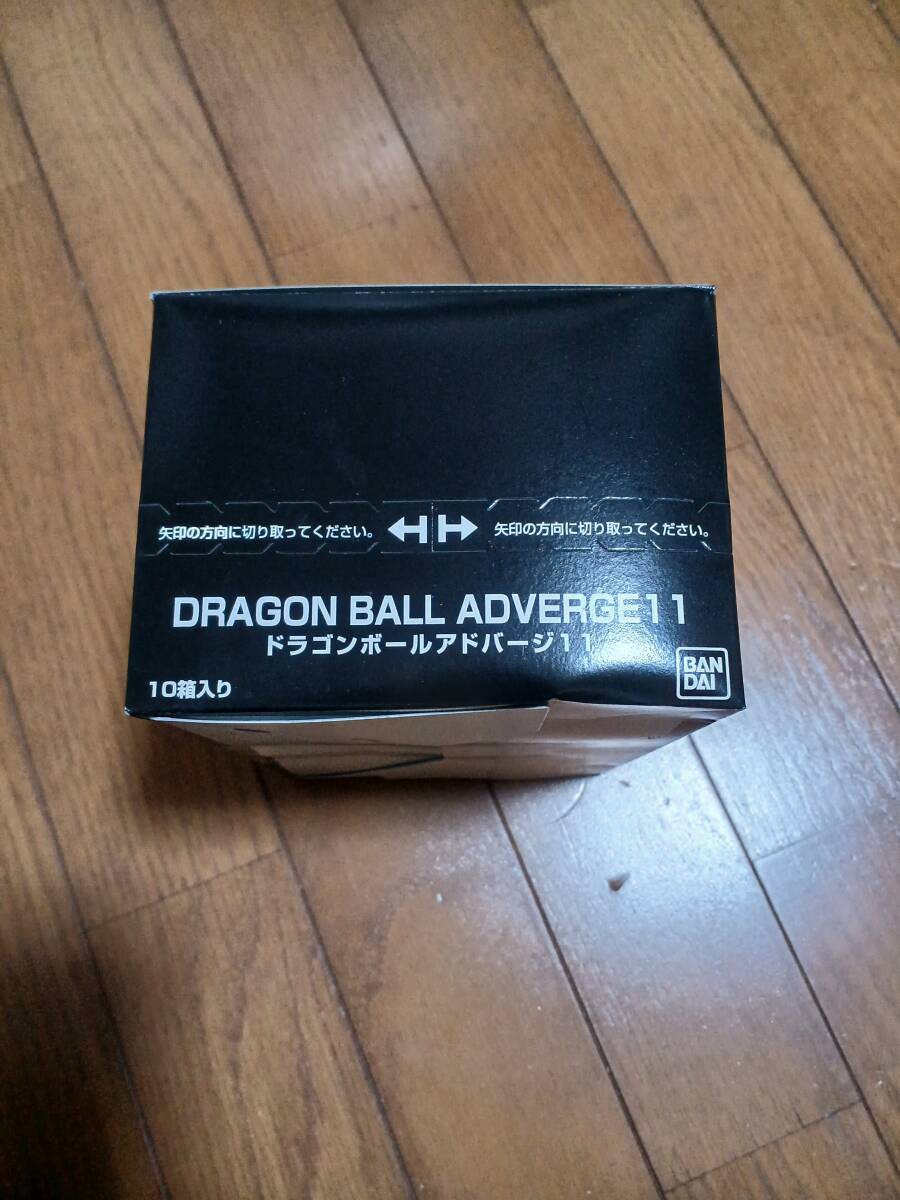 矢印の方向に切り取ってください。 矢印の方向に切り取ってください。
DRAGON BALL ADVERGE11
ドラゴンボールアドバージ11
10箱入り
BAN
DAI